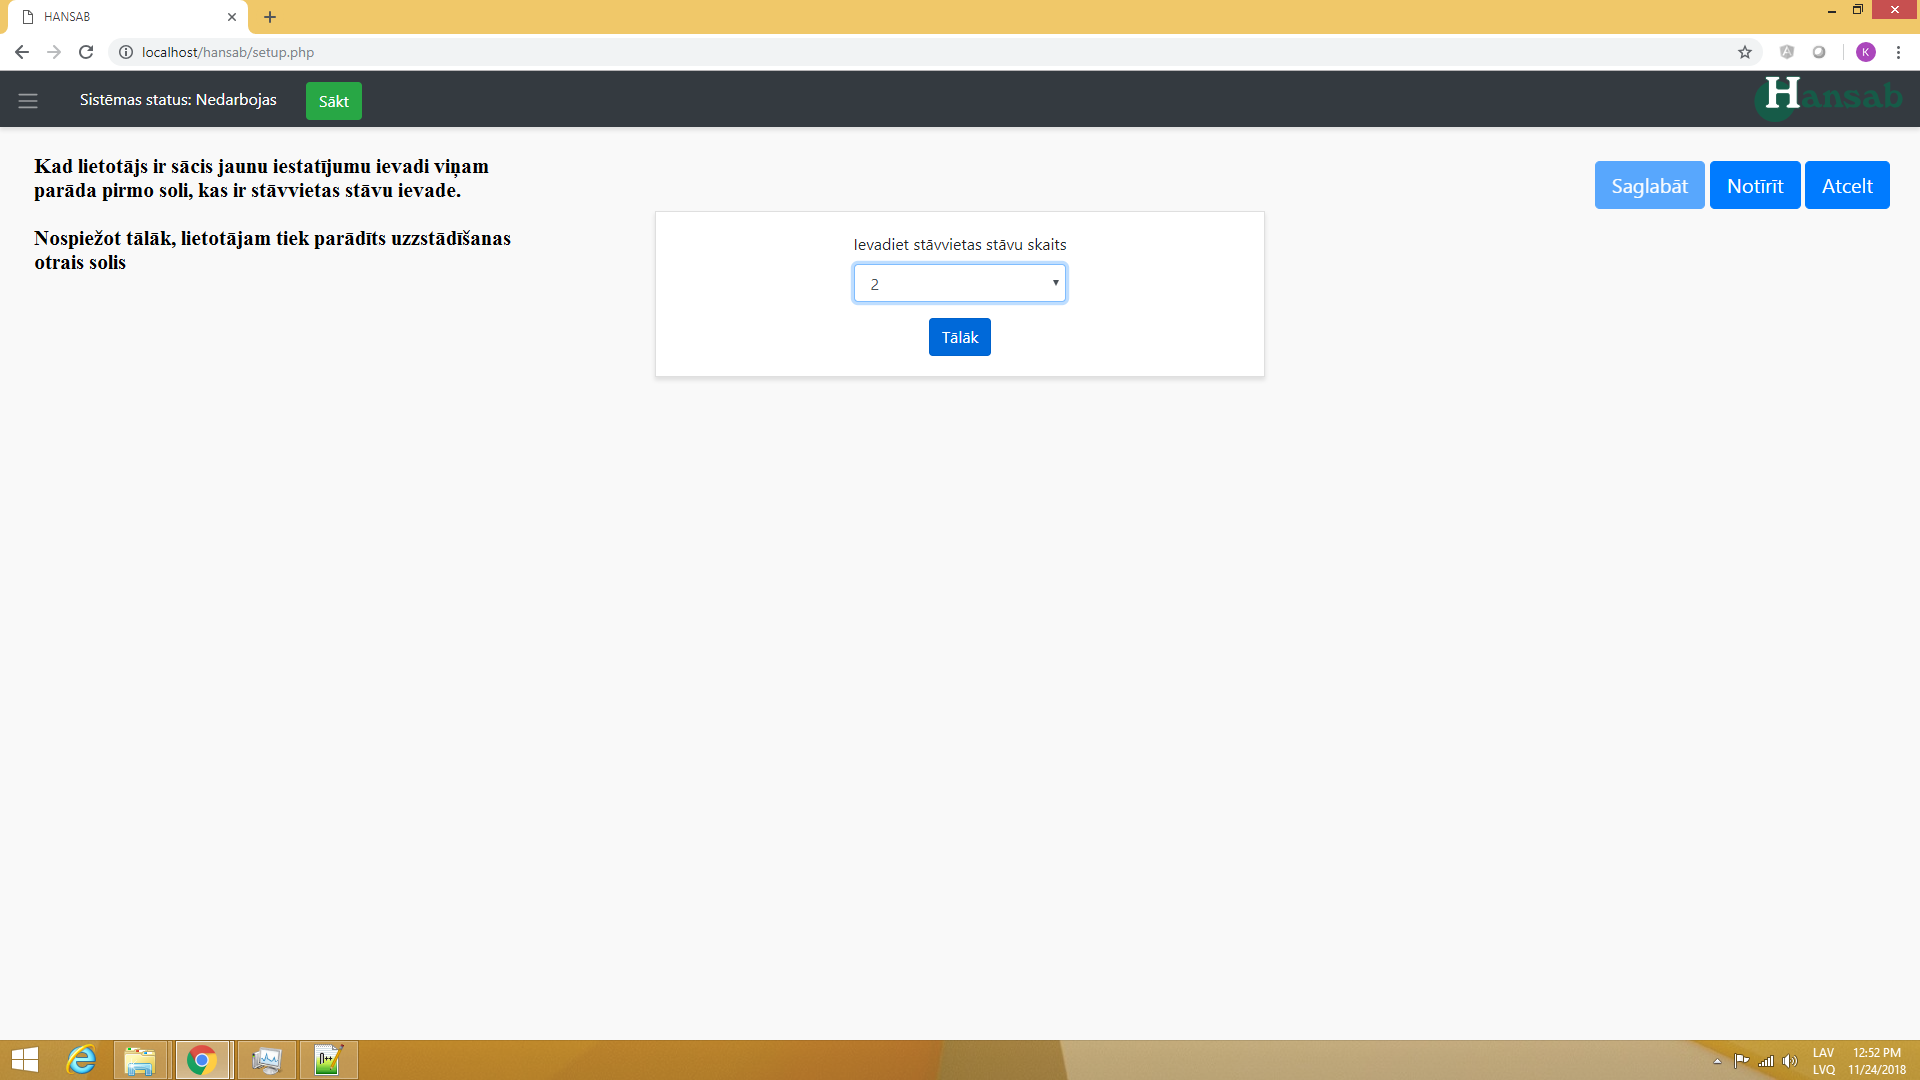 HANSAB
localhost/hansab/setup.php
K
Sistēmas status: Nedarbojas
Sākt
Hansab
Kad lietotājs ir sācis jaunu iestatījumu ievadi viņam
parāda pirmo soli, kas ir stāvvietas stāvu ievade.
Nospiežot tālāk, lietotājam tiek parādīts uzzstādīšanas
otrais solis
Saglabāt
Notīrīt
Atcelt
Ievadiet stāvvietas stāvu skaits
2
Tālāk
LAV
LVQ
12:52 PM
11/24/2018